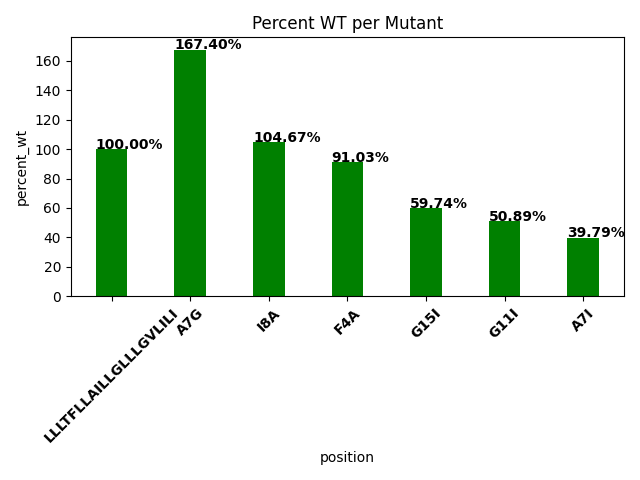 Percent WT per Mutant
percent_wt
160
140
120
100
80
60
40
20
0
100.00%
167.40%
104.67%
91.03%
59.74%
50.89%
39.79%
LLLTFLLAILLGLLLGVLILI
A7G
I8A
F4A
G15I
G11I
A7I
position